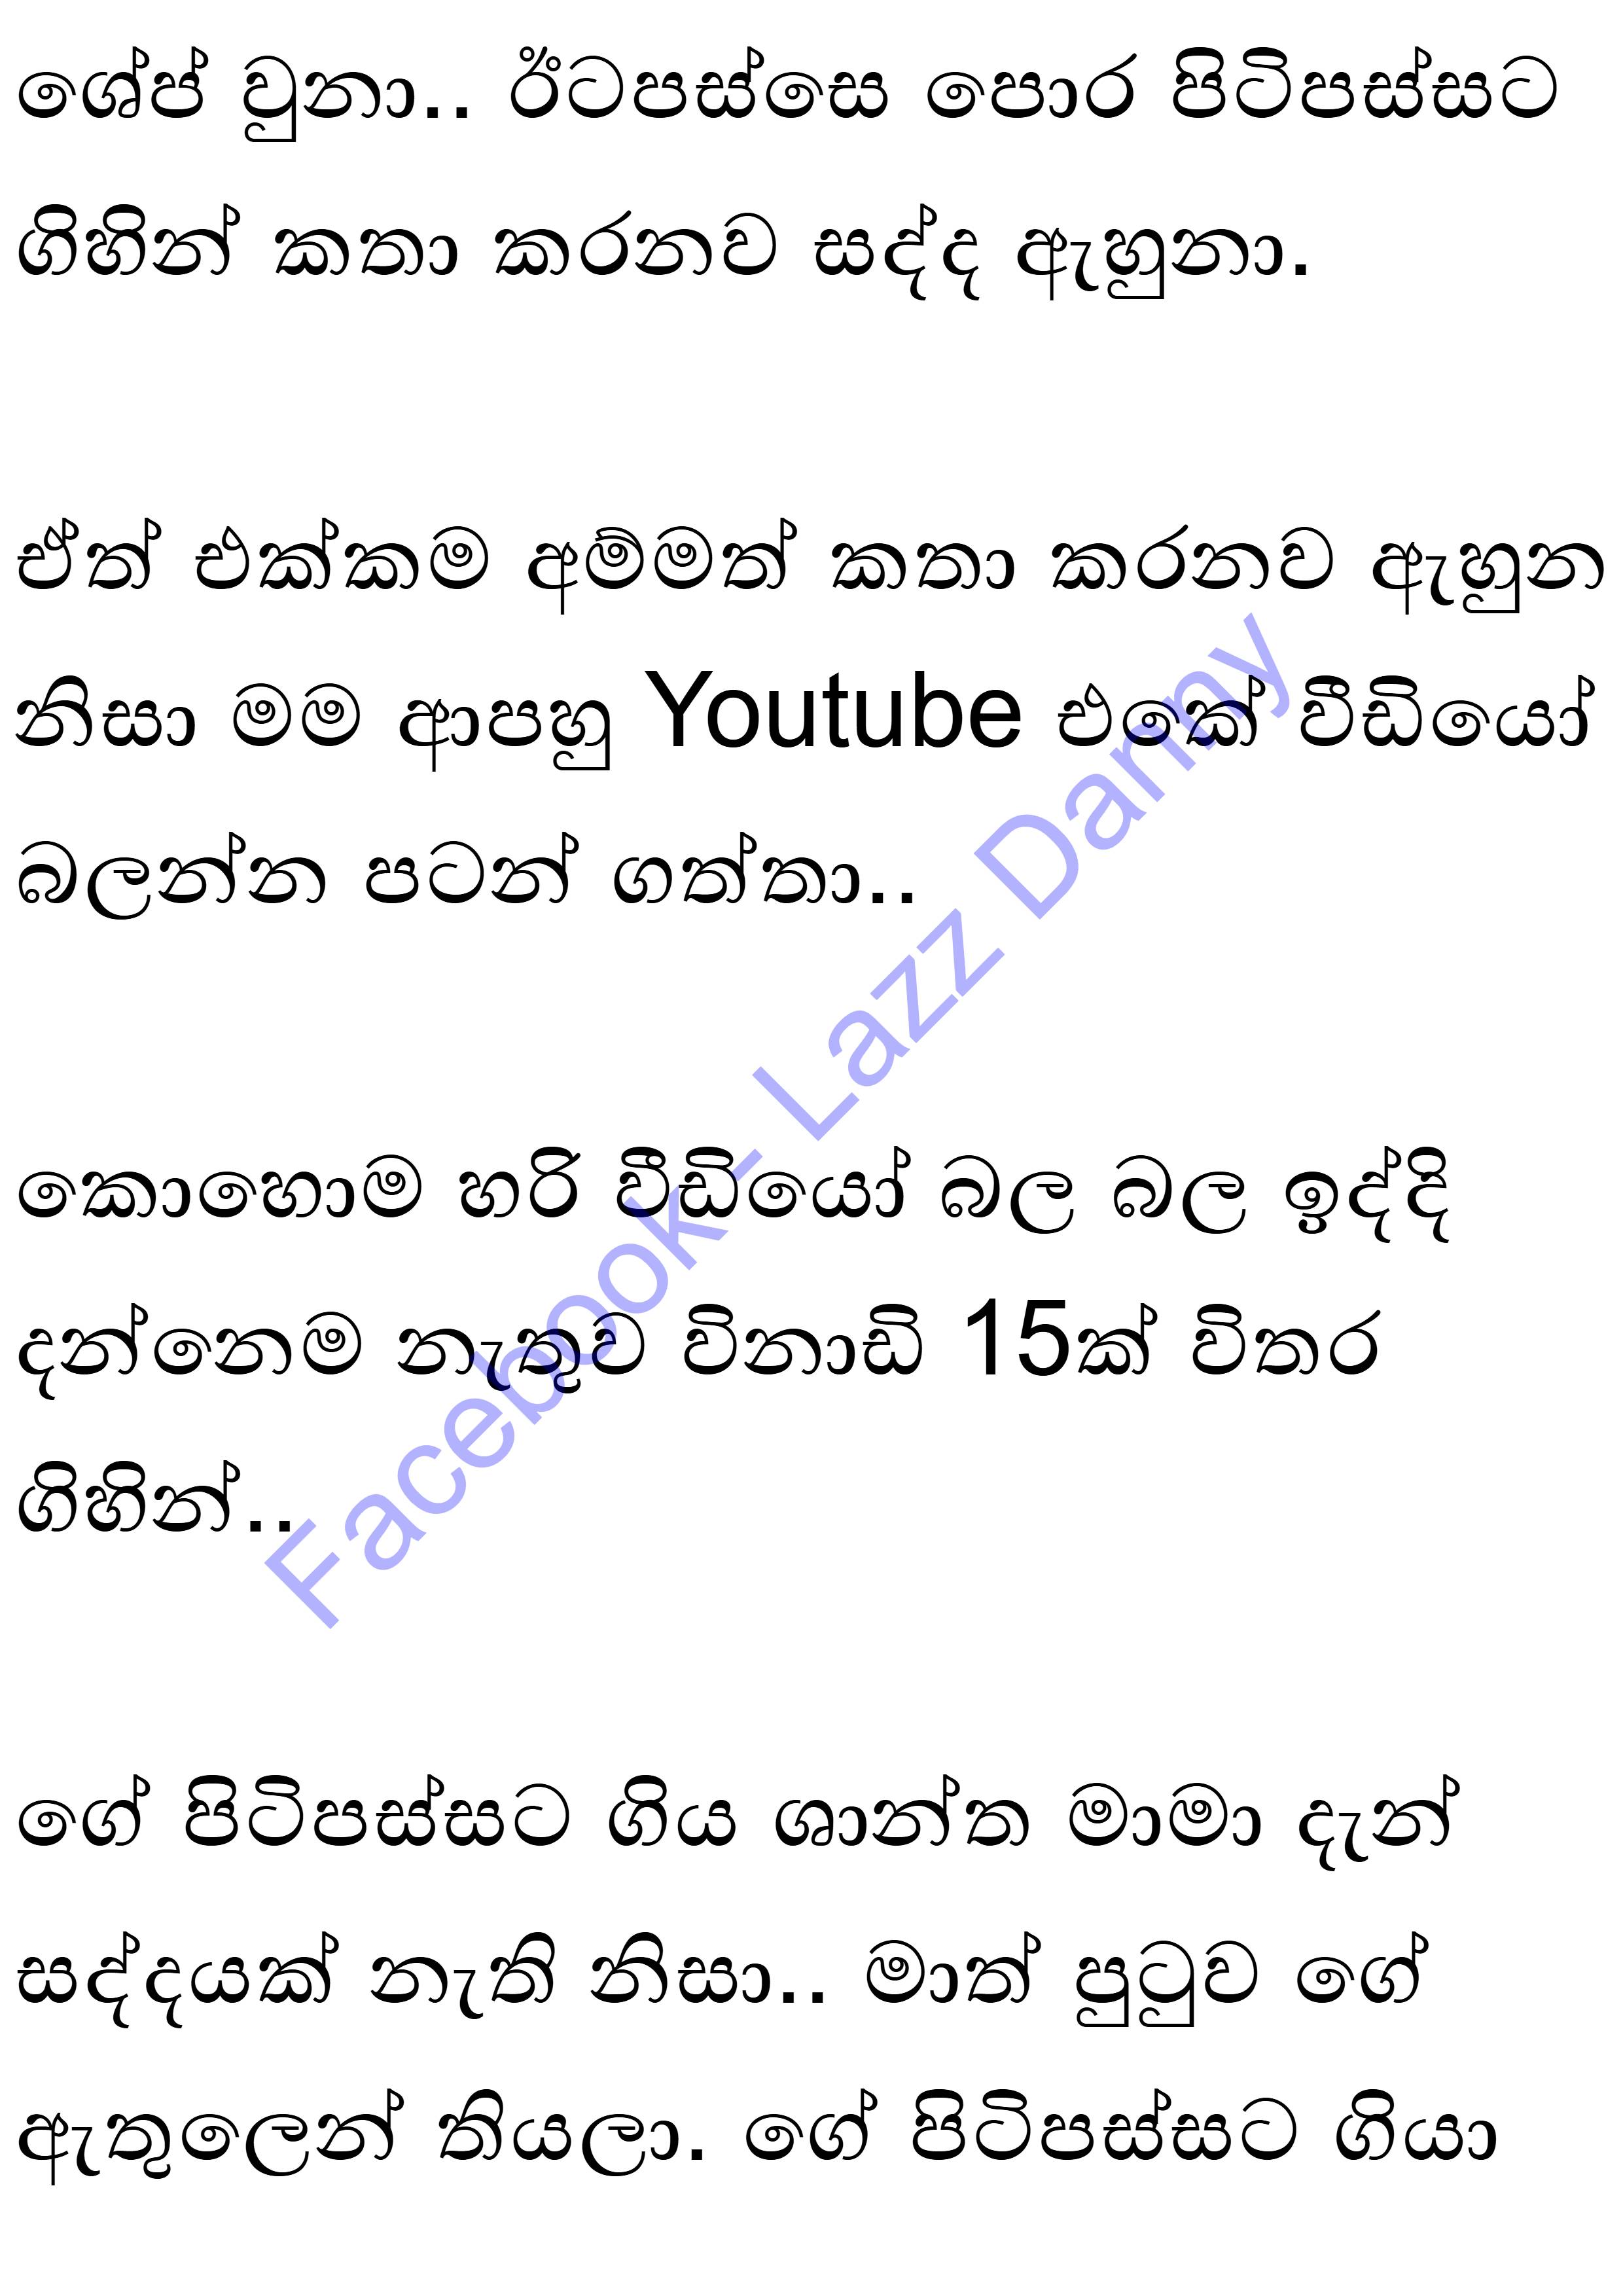 ශේප් වුනා.. ඊටපස්සෙ පොර පිටිපස්සට
ගිහින් කතා කරනව සද්ද ඇහුනා.
ඒත් එක්කම අම්මත් කතා කරනව ඇහුන
නිසා මම ආපහු Youtube එකේ වීඩියෝ
බලන්න පටන් ගත්තා..
කොහොම හරි වීඩියෝ බල බල ඉද්දි
දන්නෙම නැතුව විනාඩි 15ක් විතර
ගිහින්..
ගේ පිටිපස්සට ගිය ශාන්ත මාමා දැන්
සද්දයක් නැති නිසා.. මාත් පුටුව ගේ
ඇතුලෙන් තියලා. ගේ පිටිපස්සට ගියා
Facebook - Lazz Danny